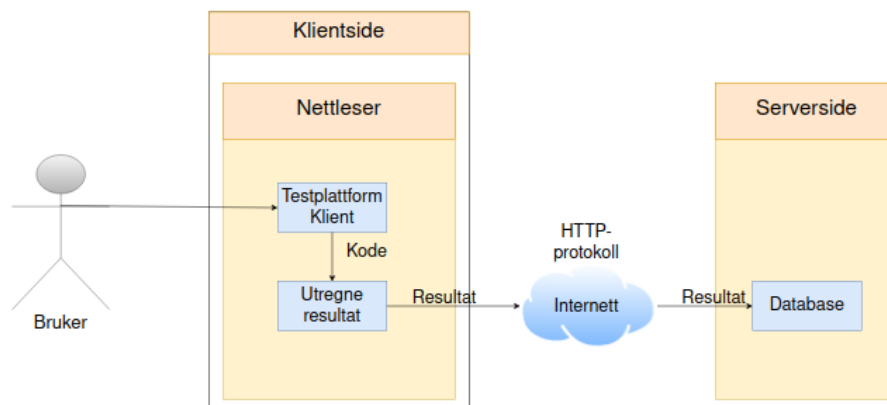 Klientside
Nettleser
Serverside
Testplattform
Klient
Kode
Utregne
resultat
Resultat
HTTP-
protokoll
Internett
Resultat
Database
Bruker